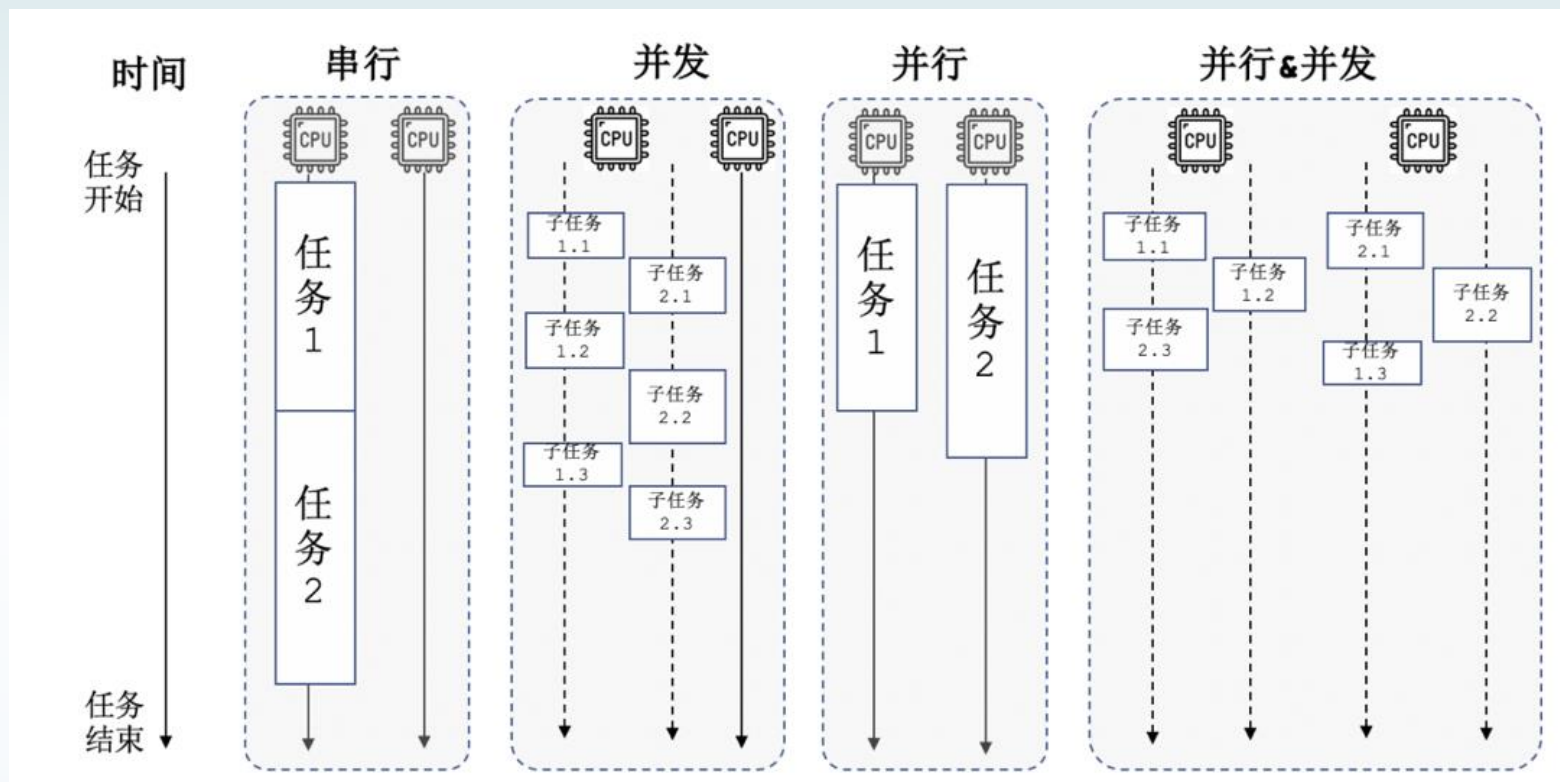 时间
串行
并发
并行
并行&并发
CPU
CPU
CPU
CPU
CPU
CPU
CPU
CPU
任务
开始
任务
1
任务
2
子任务
1.1
子任务
2.1
子任务
1.2
子任务
2.2
子任务
1.3
子任务
2.3
任务
1
任务
2
子任务
1.1
子任务
1.2
子任务
2.3
子任务
2.1
子任务
2.2
子任务
1.3
任务
结束